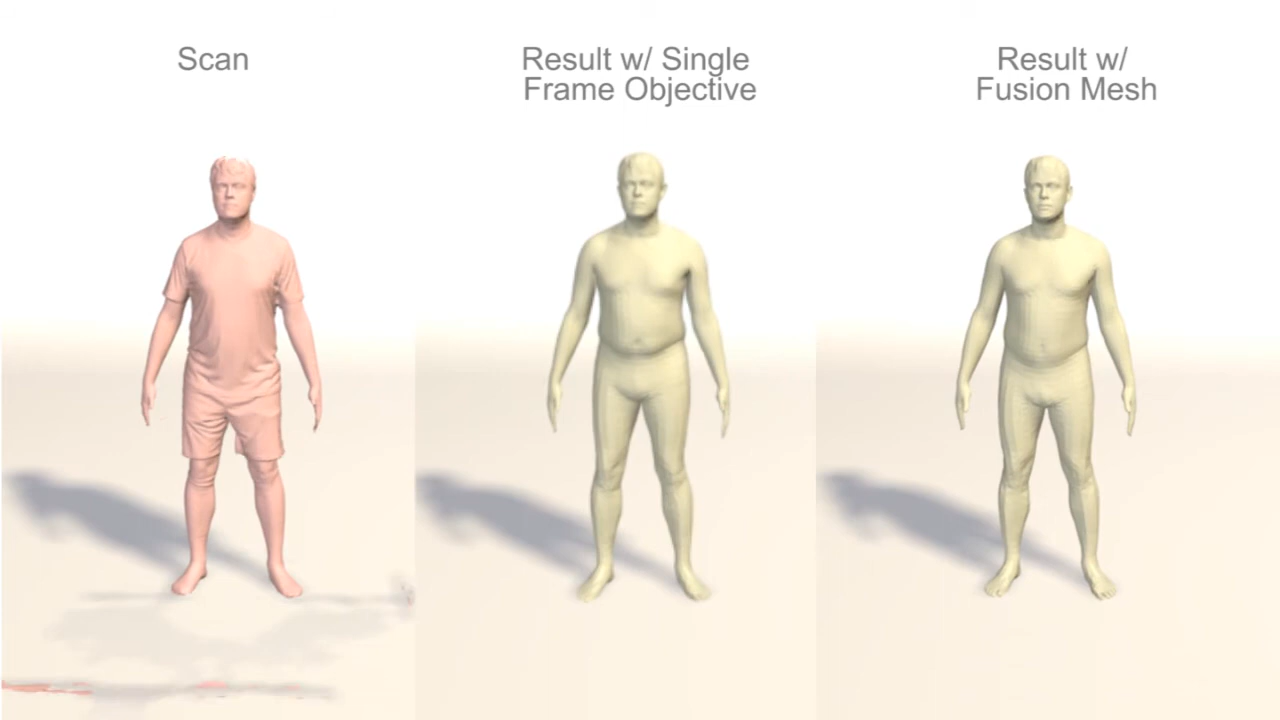 Scan
Result w/ Single
Frame Objective
Result w/
Fusion Mesh